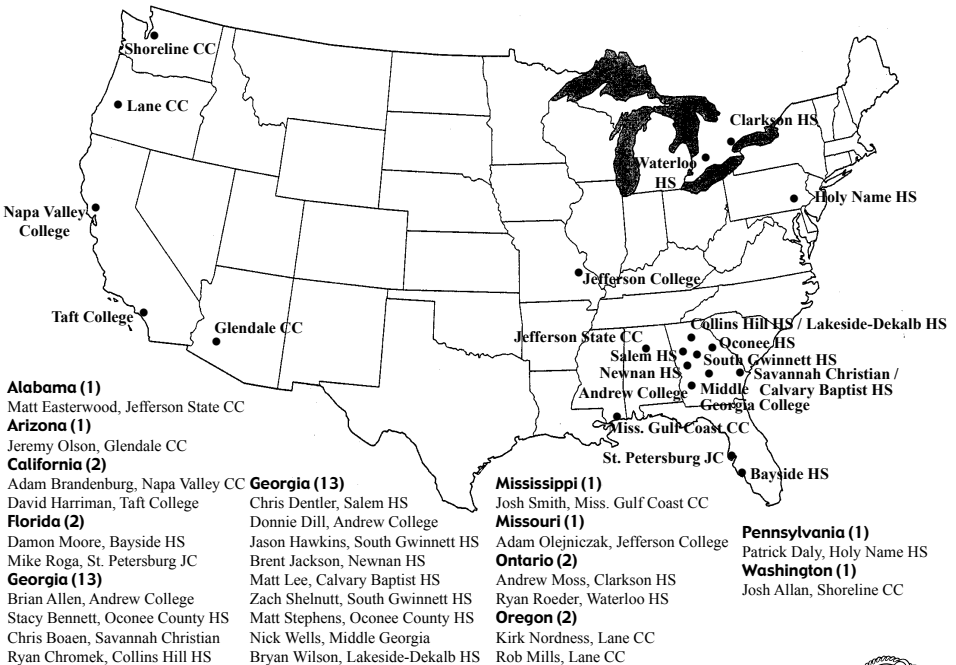 Shoreline CC
Lane CC
Clarkson HS
Waterloo
HS
Holy Name HS
Napa Valley
College
Jefferson College
Taft College
Glendale CC
Collins Hill HS / Lakeside-Dekalb HS
Jefferson State CC
Oconee HS
Salem HS
South Gwinnett HS
Newnan HS
Savannah Christian /
Calvary Baptist HS
Andrew College
Middle
Georgia College
Miss. Gulf Coast CC
St. Petersburg JC
Bayside HS
Alabama (1)
Matt Easterwood, Jefferson State CC
Arizona (1)
Jeremy Olson, Glendale CC
California (2)
Adam Brandenburg, Napa Valley CC
David Harriman, Taft College
Florida (2)
Damon Moore, Bayside HS
Mike Roga, St. Petersburg JC
Georgia (13)
Brian Allen, Andrew College
Stacy Bennett, Oconee County HS
Chris Boaen, Savannah Christian
Ryan Chromek, Collins Hill HS
Georgia (13)
Chris Dentler, Salem HS
Donnie Dill, Andrew College
Jason Hawkins, South Gwinnett HS
Brent Jackson, Newnan HS
Matt Lee, Calvary Baptist HS
Zach Shelnutt, South Gwinnett HS
Matt Stephens, Oconee County HS
Nick Wells, Middle Georgia
Bryan Wilson, Lakeside-Dekalb HS
Mississippi (1)
Josh Smith, Miss. Gulf Coast CC
Missouri (1)
Adam Olejniczak, Jefferson College
Ontario (2)
Andrew Moss, Clarkson HS
Ryan Roeder, Waterloo HS
Oregon (2)
Kirk Nordness, Lane CC
Rob Mills, Lane CC
Pennsylvania (1)
Patrick Daly, Holy Name HS
Washington (1)
Josh Allan, Shoreline CC